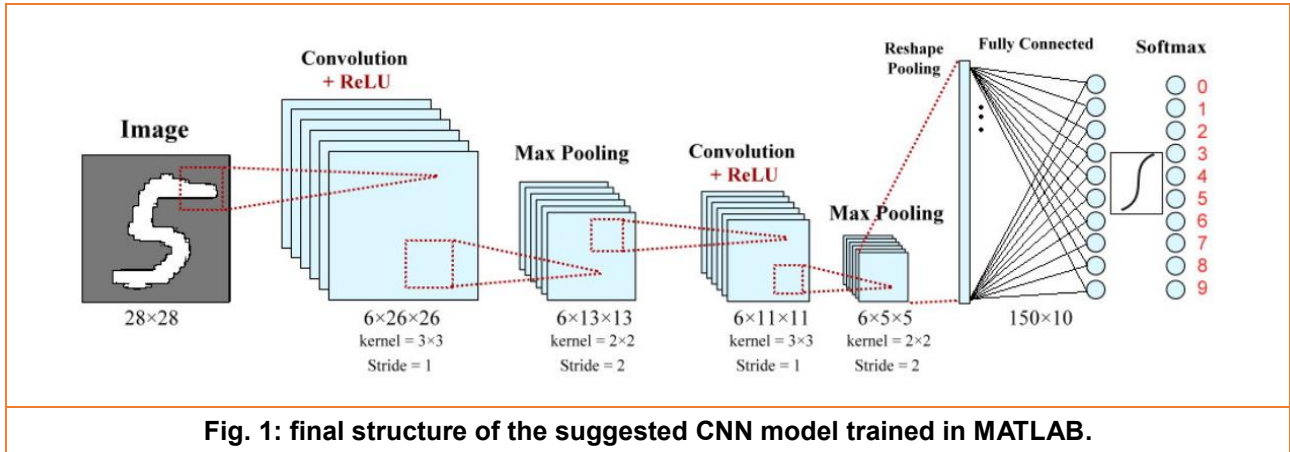 Image
28×28
Convolution
+ ReLU
6×26×26
kernel = 3×3
Stride = 1
Max Pooling
6×13×13
kernel = 2×2
Stride = 2
Convolution
+ ReLU
6×11×11
kernel = 3×3
Stride = 1
Max Pooling
6×5×5
kernel = 2×2
Stride = 2
Reshape
Pooling
Fully Connected
150×10
Softmax
0
1
2
3
4
5
6
7
8
9
Fig. 1: final structure of the suggested CNN model trained in MATLAB.